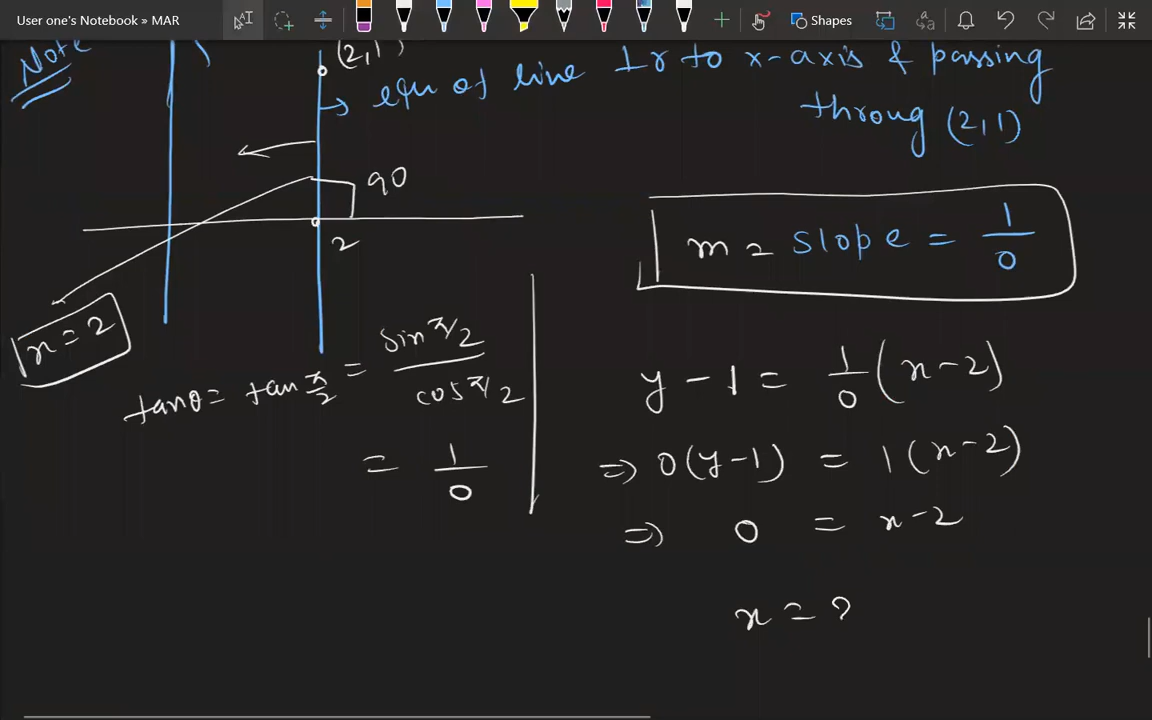 User one's Notebook » MAR
Shapes
Note
(2,1)
→ equ of line ⊥r to x-axis & passing
throug (2,1)
90
2
m = slope = 1/0
x = 2
tanθ = tan π/2 = sin π/2 / cos π/2
= 1/0
y - 1 = 1/0 (x-2)
⇒ 0(y-1) = 1(x-2)
⇒ 0 = x-2
x = 2